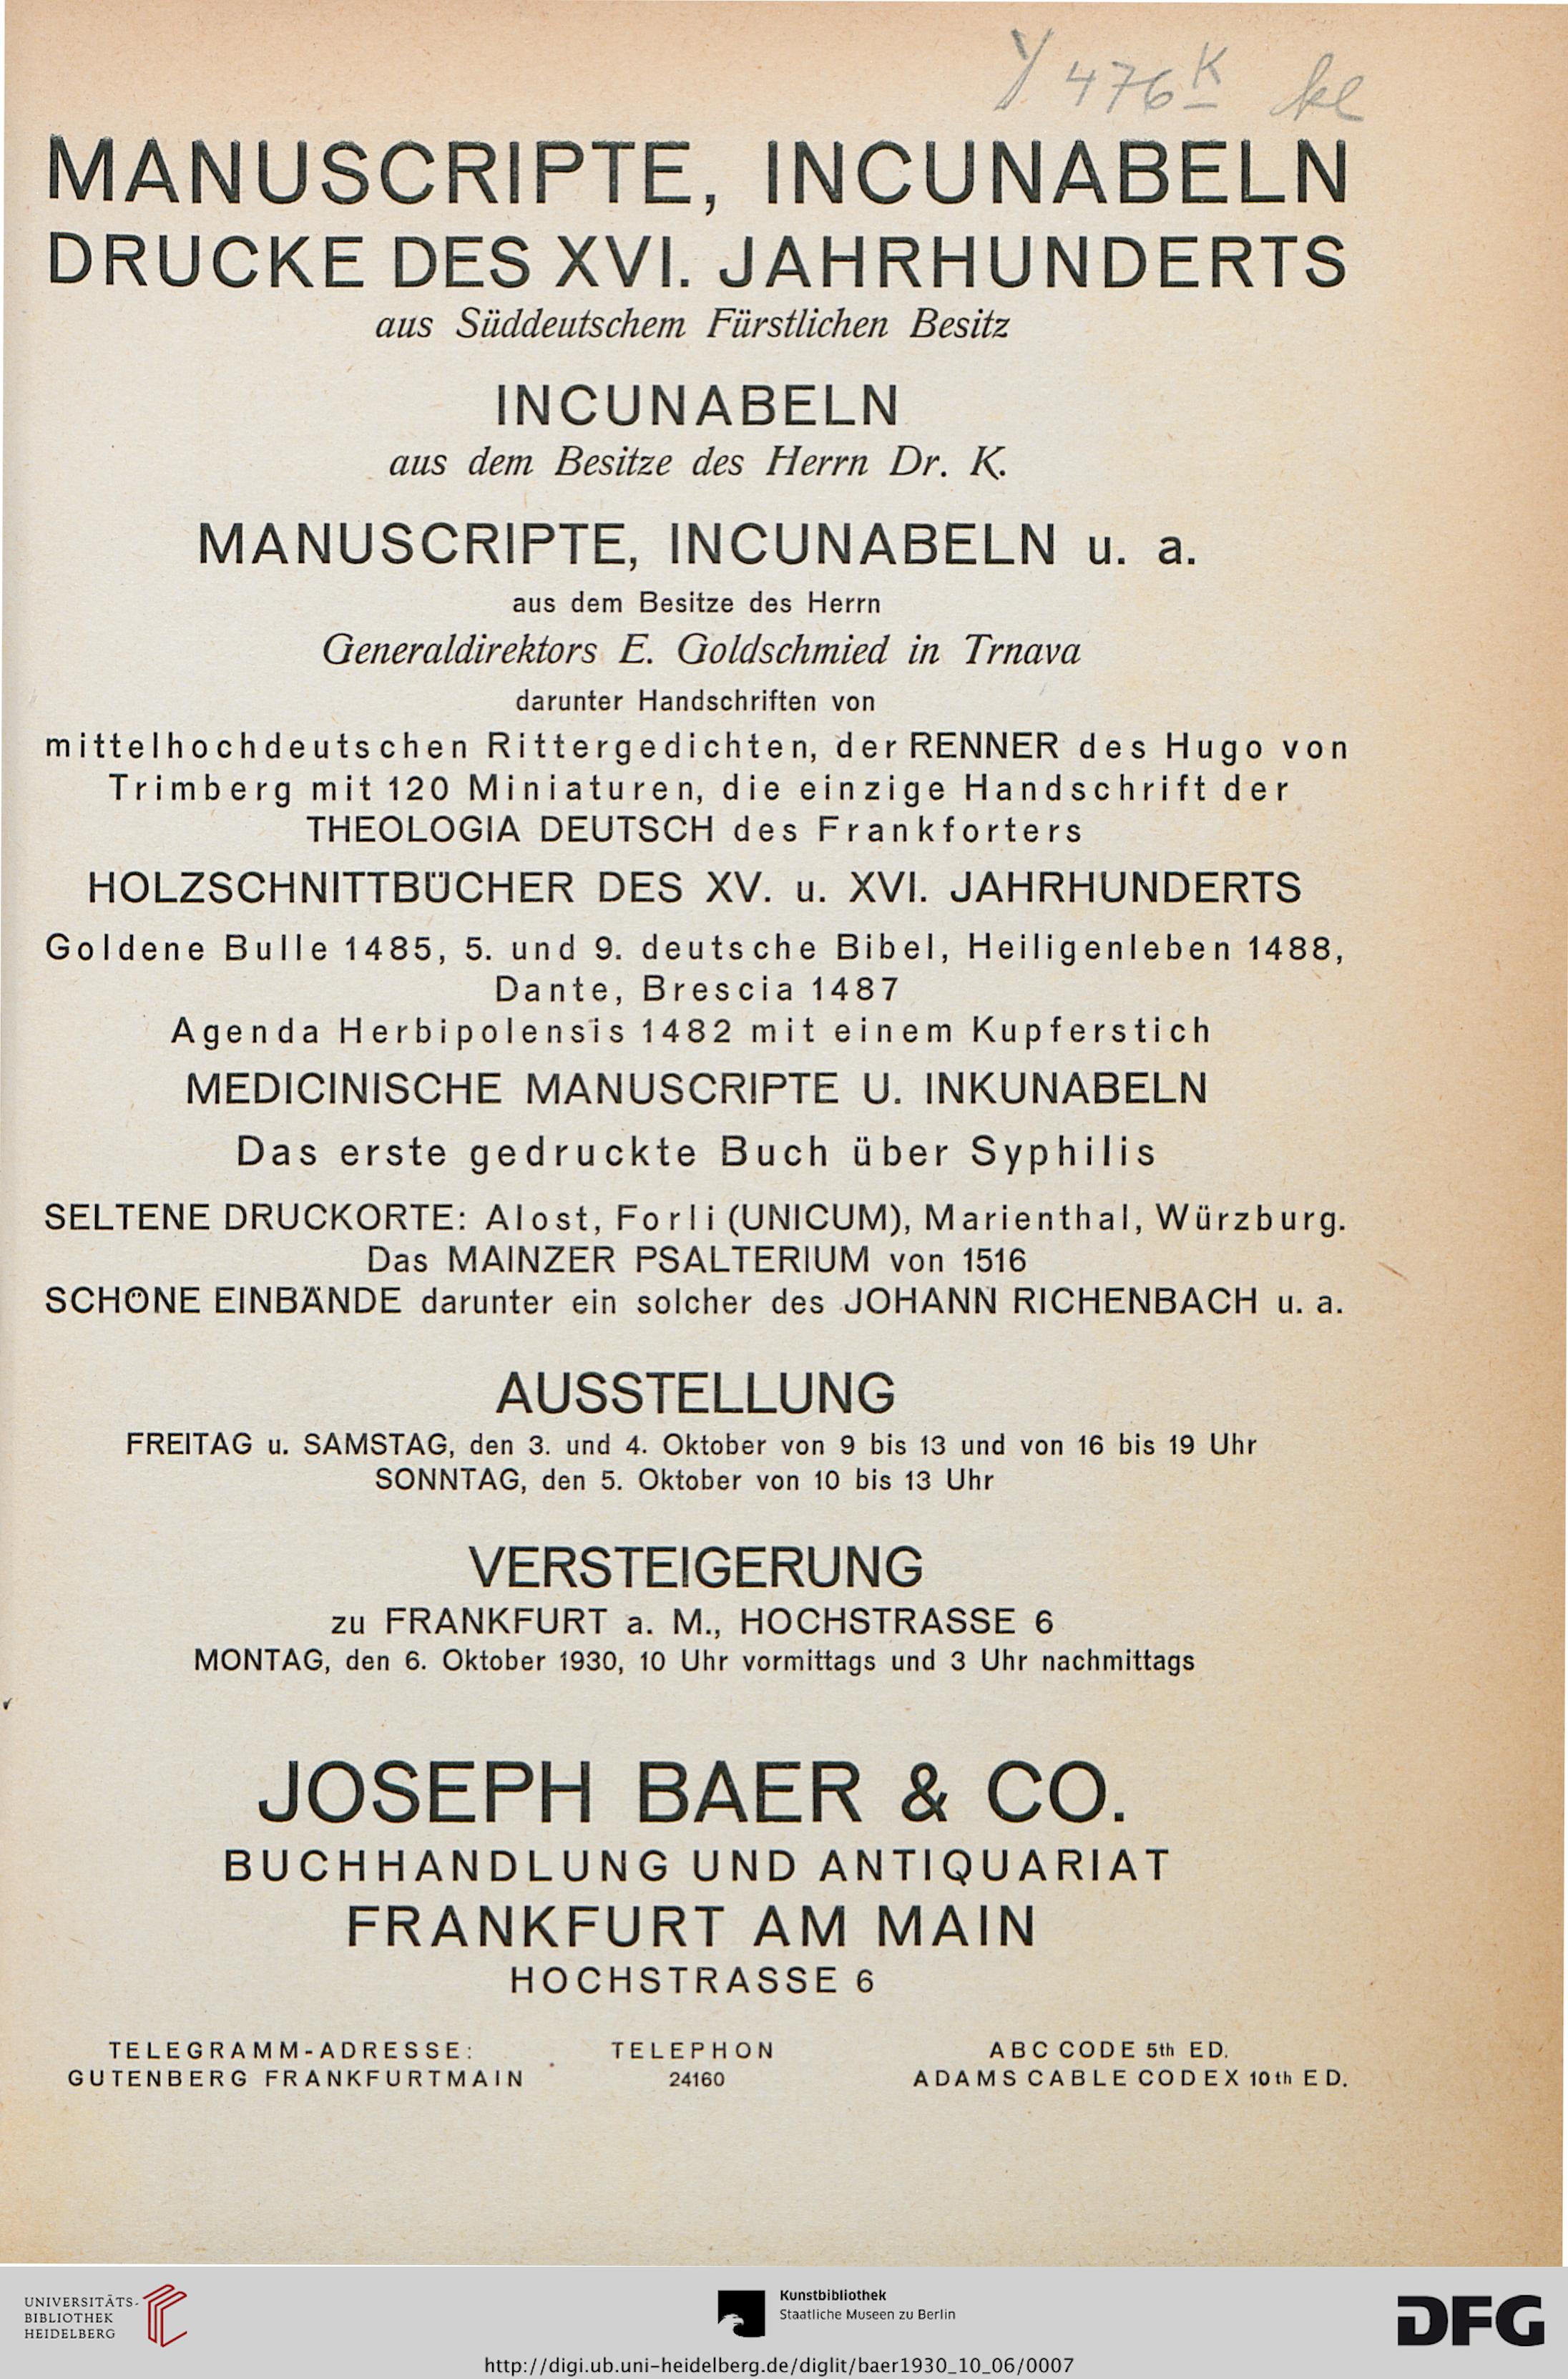 Y 476 K kl
MANUSCRIPTE, INCUNABELN
DRUCKE DES XVI. JAHRHUNDERTS
aus Süddeutschem Fürstlichen Besitz
INCUNABELN
aus dem Besitze des Herrn Dr. K.
MANUSCRIPTE, INCUNABELN u. a.
aus dem Besitze des Herrn
Generaldirektors E. Goldschmied in Trnava
darunter Handschriften von
mittelhochdeutschen Rittergedichten, der RENNER des Hugo von
Trimberg mit 120 Miniaturen, die einzige Handschrift der
THEOLOGIA DEUTSCH des Frankforters
HOLZSCHNITTBÜCHER DES XV. u. XVI. JAHRHUNDERTS
Goldene Bulle 1485, 5. und 9. deutsche Bibel, Heiligenleben 1488,
Dante, Brescia 1487
Agenda Herbipolensis 1482 mit einem Kupferstich
MEDICINISCHE MANUSCRIPTE U. INKUNABELN
Das erste gedruckte Buch über Syphilis
SELTENE DRUCKORTE: Alost, Forli (UNICUM), Marienthal, Würzburg.
Das MAINZER PSALTERIUM von 1516
SCHÖNE EINBÄNDE darunter ein solcher des JOHANN RICHENBACH u. a.
AUSSTELLUNG
FREITAG u. SAMSTAG, den 3. und 4. Oktober von 9 bis 13 und von 16 bis 19 Uhr
SONNTAG, den 5. Oktober von 10 bis 13 Uhr
VERSTEIGERUNG
zu FRANKFURT a. M., HOCHSTRASSE 6
MONTAG, den 6. Oktober 1930, 10 Uhr vormittags und 3 Uhr nachmittags
JOSEPH BAER & CO.
BUCHHANDLUNG UND ANTIQUARIAT
FRANKFURT AM MAIN
HOCHSTRASSE 6
TELEGRAMM-ADRESSE:
GUTENBERG FRANKFURTMAIN
TELEPHON
24160
ABC CODE 5th ED.
ADAMS CABLE CODEX 10th ED.
UNIVERSITÄTS-
BIBLIOTHEK
HEIDELBERG
Kunstbibliothek
Staatliche Museen zu Berlin
DFG
http://digi.ub.uni-heidelberg.de/diglit/baer1930_10_06/0007